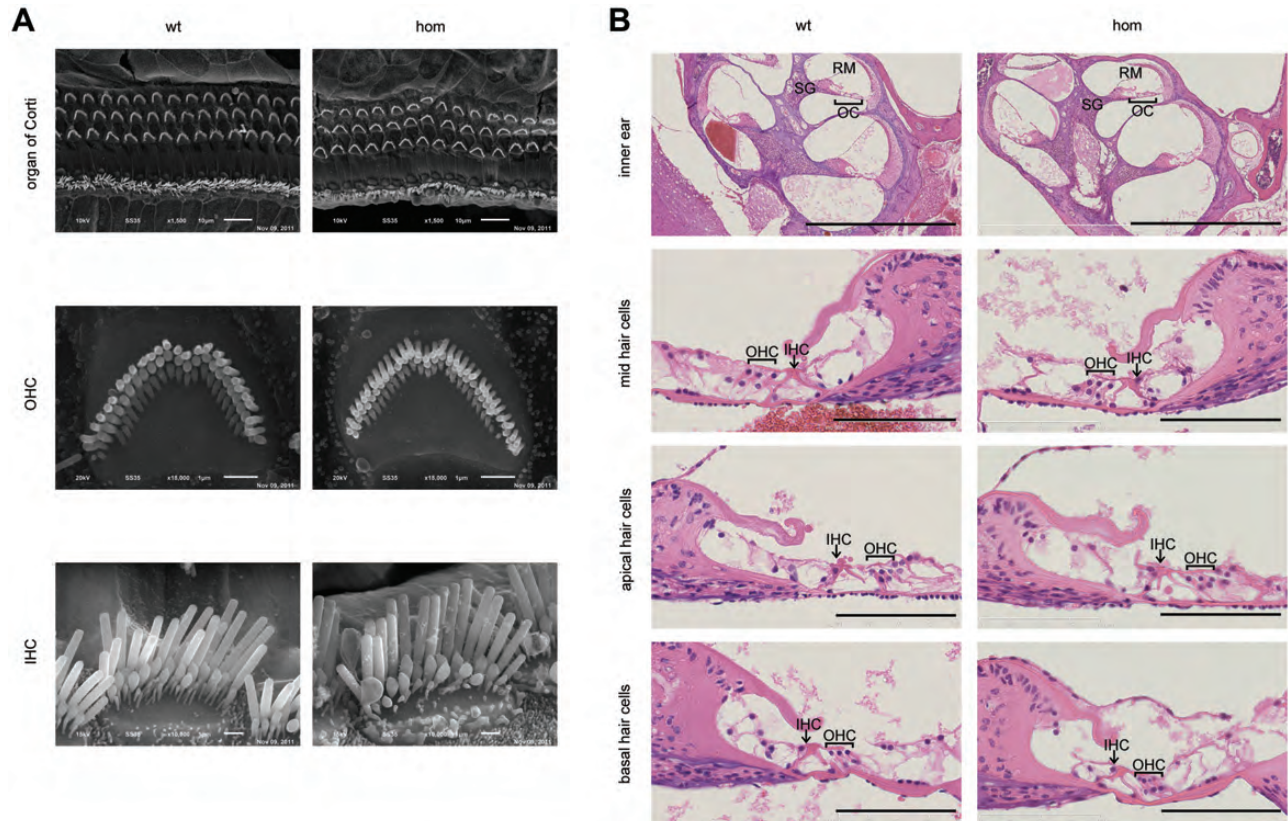 A
wt
hom
organ of Corti
10kV SS35 x1,500 10µm
Nov 09, 2011
10kV SS35 x1,500 10µm
Nov 09, 2011
OHC
20kV SS35 x18,000 1µm
Nov 09, 2011
20kV SS35 x18,000 1µm
Nov 09, 2011
IHC
Nov 09, 2011
B
wt
hom
inner ear
RM
SG
OC
RM
SG
OC
mid hair cells
OHC
IHC
OHC
IHC
apical hair cells
IHC
OHC
IHC
OHC
basal hair cells
IHC
OHC
IHC
OHC